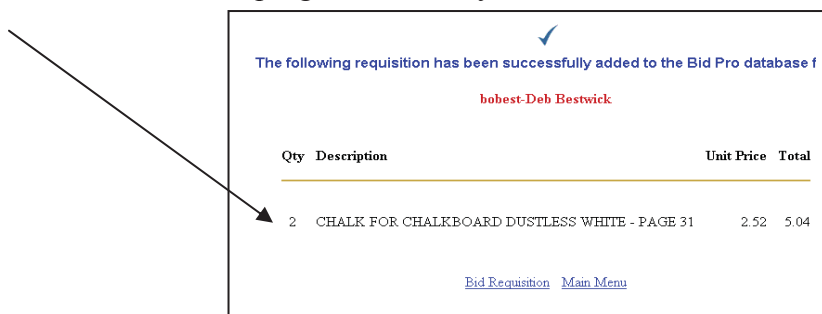 The following requisition has been successfully added to the Bid Pro database f
bobest-Deb Bestwick
Qty Description Unit Price Total
2 CHALK FOR CHALKBOARD DUSTLESS WHITE - PAGE 31 2.52 5.04
Bid Requisition Main Menu